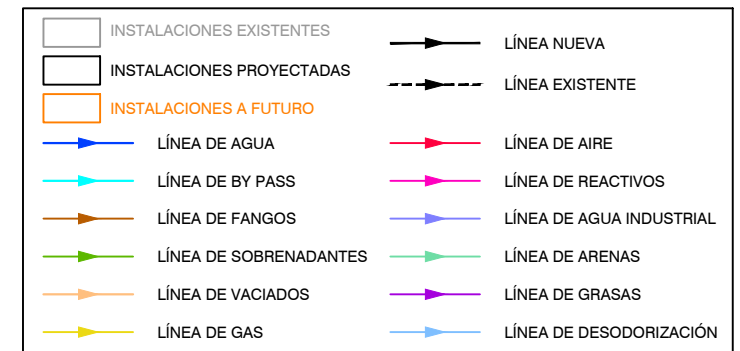 INSTALACIONES EXISTENTES
INSTALACIONES PROYECTADAS
INSTALACIONES A FUTURO
LÍNEA NUEVA
LÍNEA EXISTENTE
LÍNEA DE AGUA
LÍNEA DE BY PASS
LÍNEA DE FANGOS
LÍNEA DE SOBRENADANTES
LÍNEA DE VACIADOS
LÍNEA DE GAS
LÍNEA DE AIRE
LÍNEA DE REACTIVOS
LÍNEA DE AGUA INDUSTRIAL
LÍNEA DE ARENAS
LÍNEA DE GRASAS
LÍNEA DE DESODORIZACIÓN